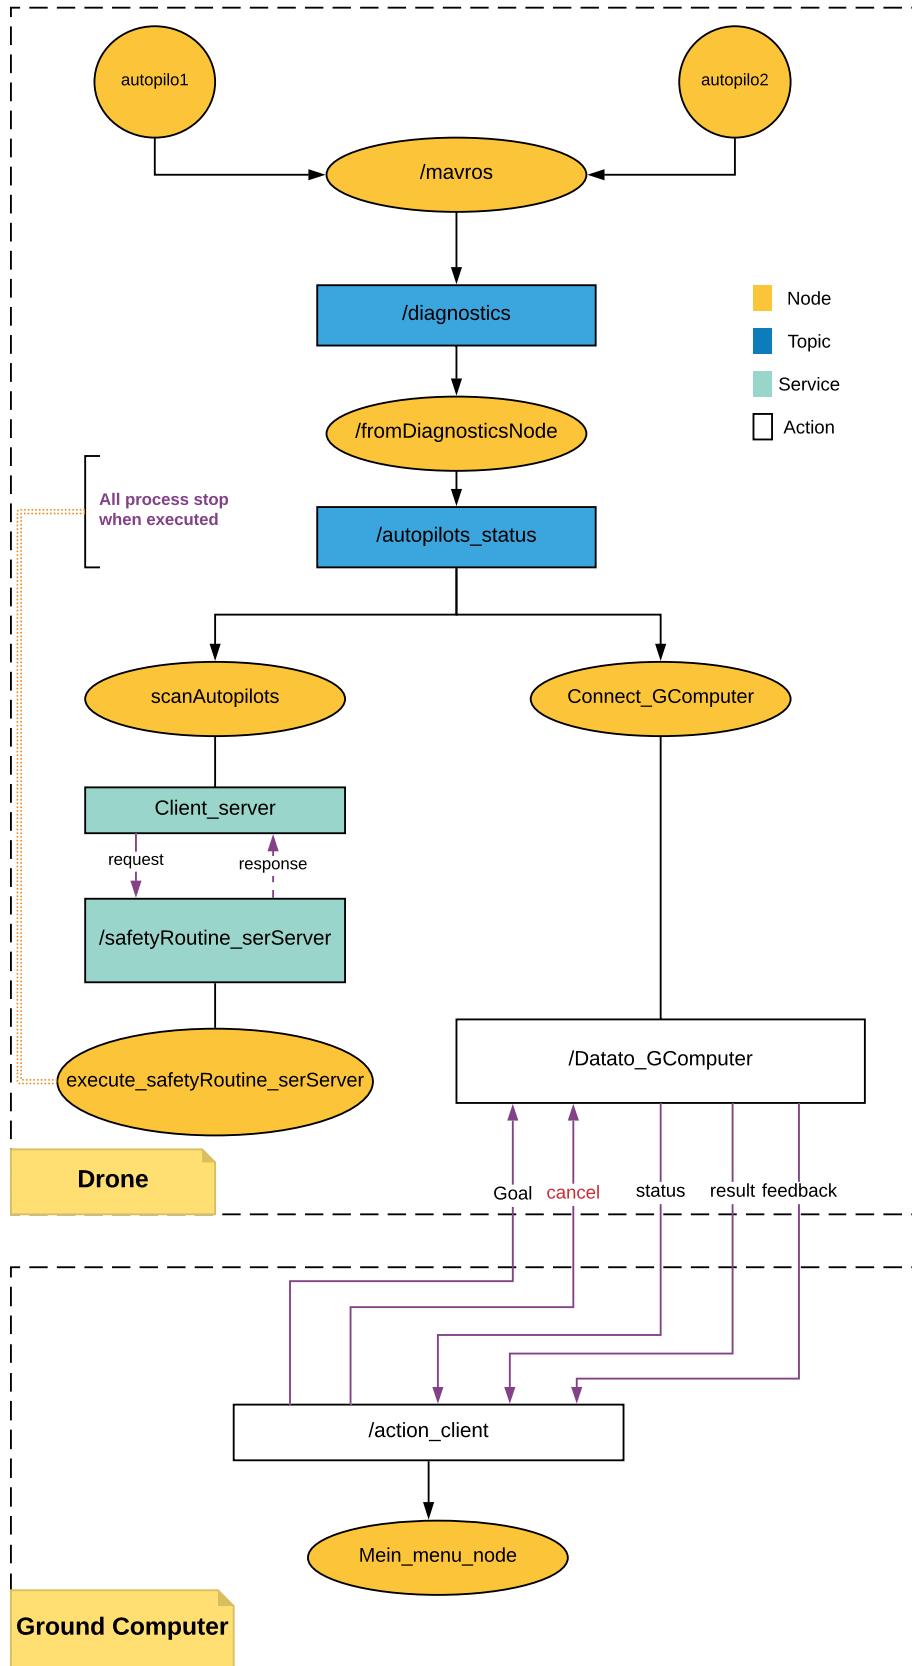 autopilo1
autopilo2
/mavros
/diagnostics
Node
Topic
Service
Action
/fromDiagnosticsNode
All process stop
when executed
/autopilots_status
scanAutopilots
Connect_GComputer
Client_server
request
response
/safetyRoutine_serServer
/Datato_GComputer
execute_safetyRoutine_serServer
Drone
Goal
cancel
status
result
feedback
/action_client
Mein_menu_node
Ground Computer